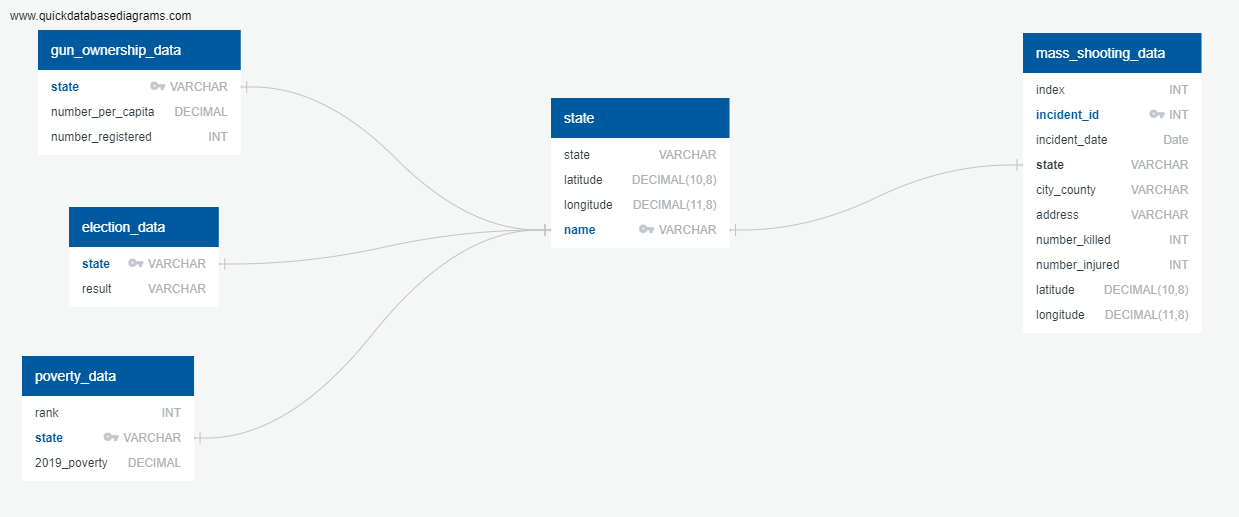 www.quickdatabasediagrams.com
gun_ownership_data
state VARCHAR
number_per_capita DECIMAL
number_registered INT
election_data
state VARCHAR
result VARCHAR
poverty_data
rank INT
state VARCHAR
2019_poverty DECIMAL
state
state VARCHAR
latitude DECIMAL(10,8)
longitude DECIMAL(11,8)
name VARCHAR
mass_shooting_data
index INT
incident_id INT
incident_date Date
state VARCHAR
city_county VARCHAR
address VARCHAR
number_killed INT
number_injured INT
latitude DECIMAL(10,8)
longitude DECIMAL(11,8)